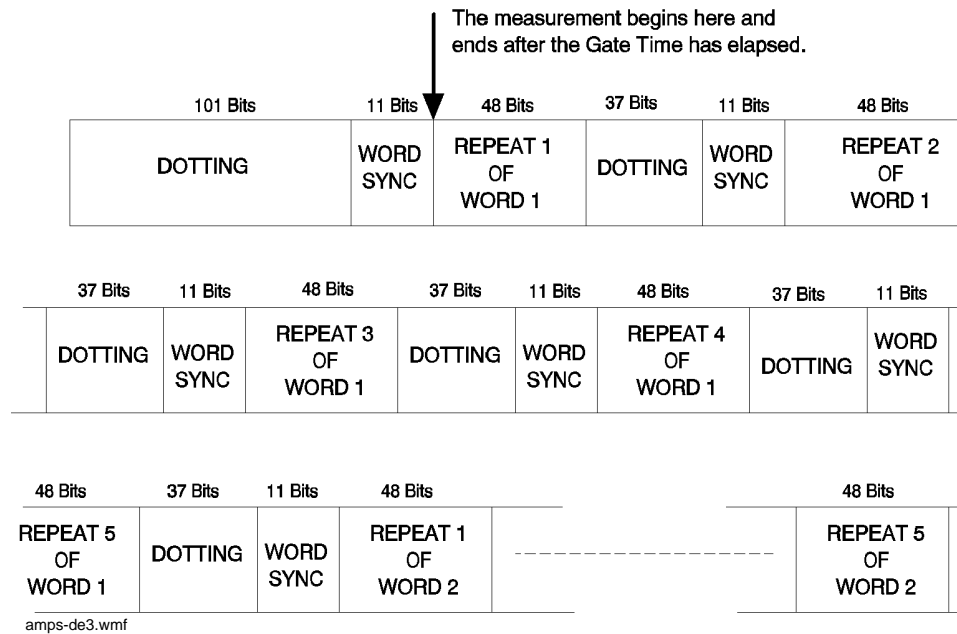 The measurement begins here and
ends after the Gate Time has elapsed.
101 Bits 11 Bits 48 Bits 37 Bits 11 Bits 48 Bits
DOTTING
WORD
SYNC
REPEAT 1
OF
WORD 1
DOTTING
WORD
SYNC
REPEAT 2
OF
WORD 1
37 Bits 11 Bits 48 Bits 37 Bits 11 Bits 48 Bits 37 Bits 11 Bits
DOTTING
WORD
SYNC
REPEAT 3
OF
WORD 1
DOTTING
WORD
SYNC
REPEAT 4
OF
WORD 1
DOTTING
WORD
SYNC
48 Bits 37 Bits 11 Bits 48 Bits 48 Bits
REPEAT 5
OF
WORD 1
DOTTING
WORD
SYNC
REPEAT 1
OF
WORD 2
REPEAT 5
OF
WORD 2
amps-de3.wmf